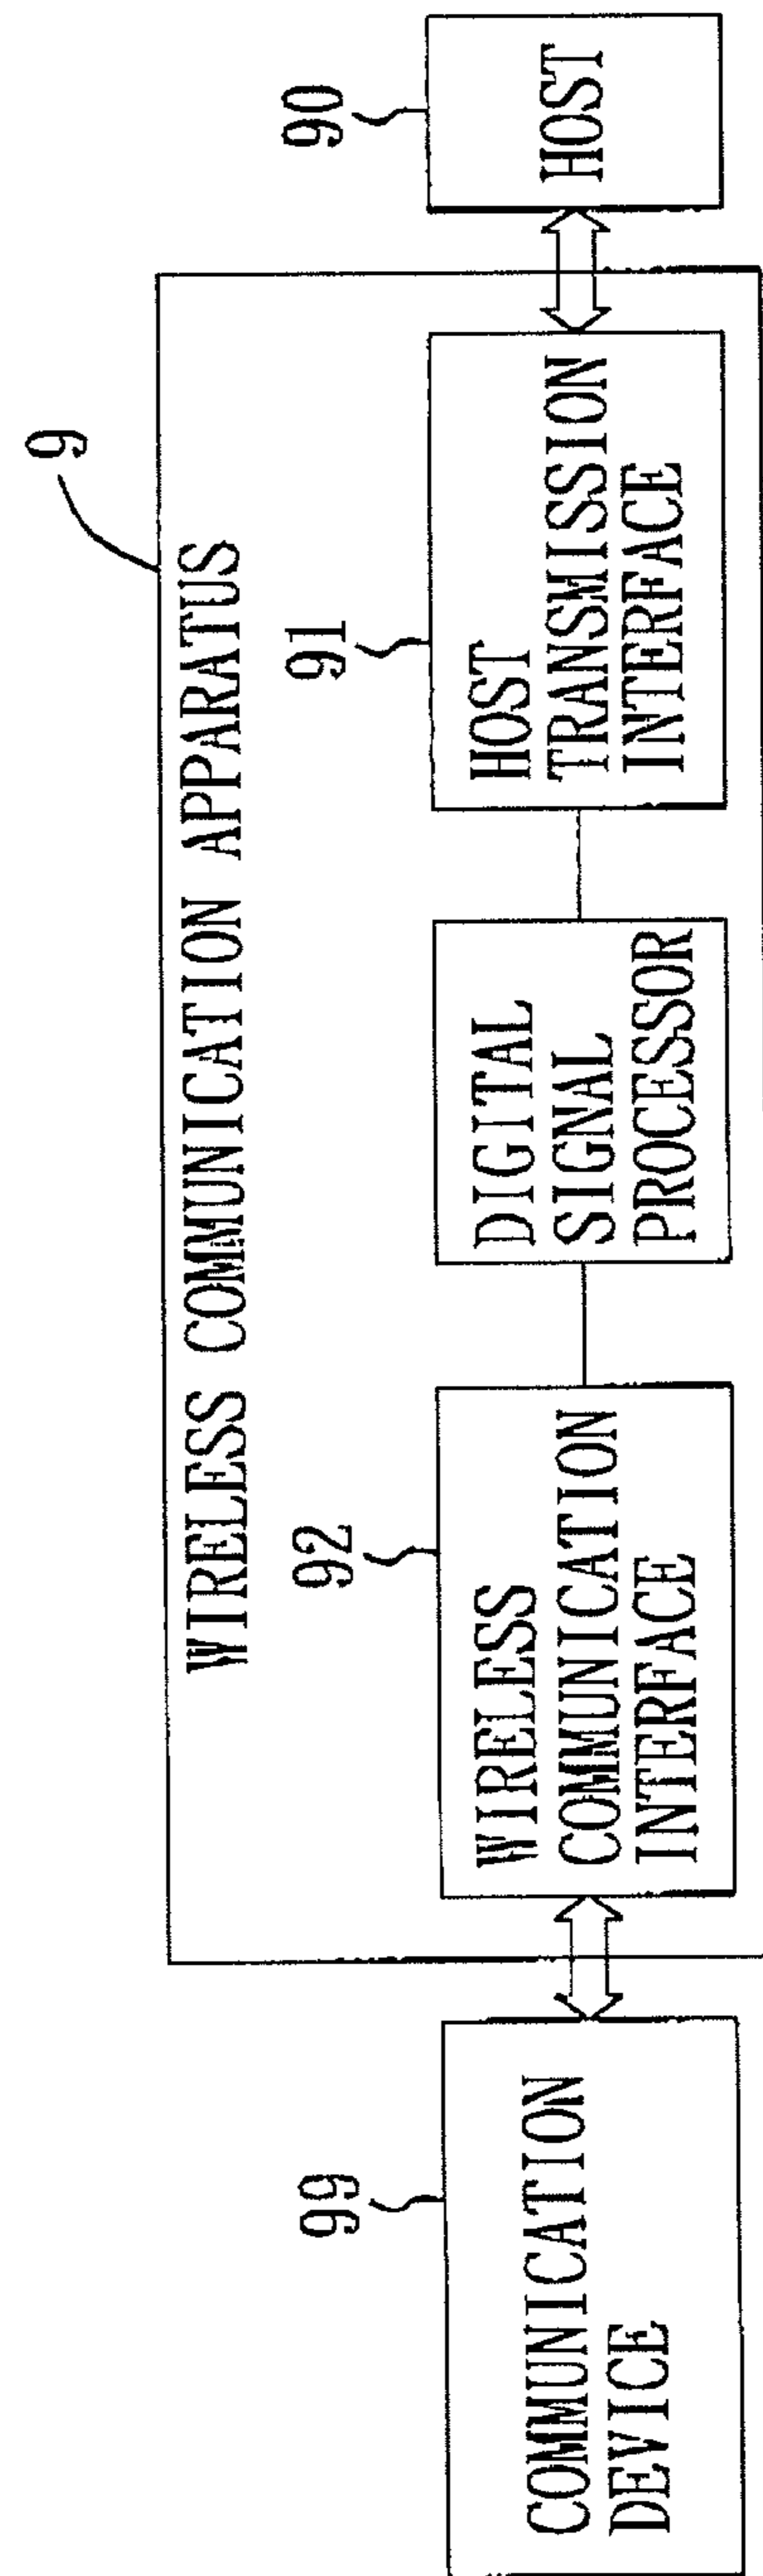 9
WIRELESS COMMUNICATION APPARATUS
99
COMMUNICATION
DEVICE
92
WIRELESS
COMMUNICATION
INTERFACE
DIGITAL
SIGNAL
PROCESSOR
91
HOST
TRANSMISSION
INTERFACE
90
HOST